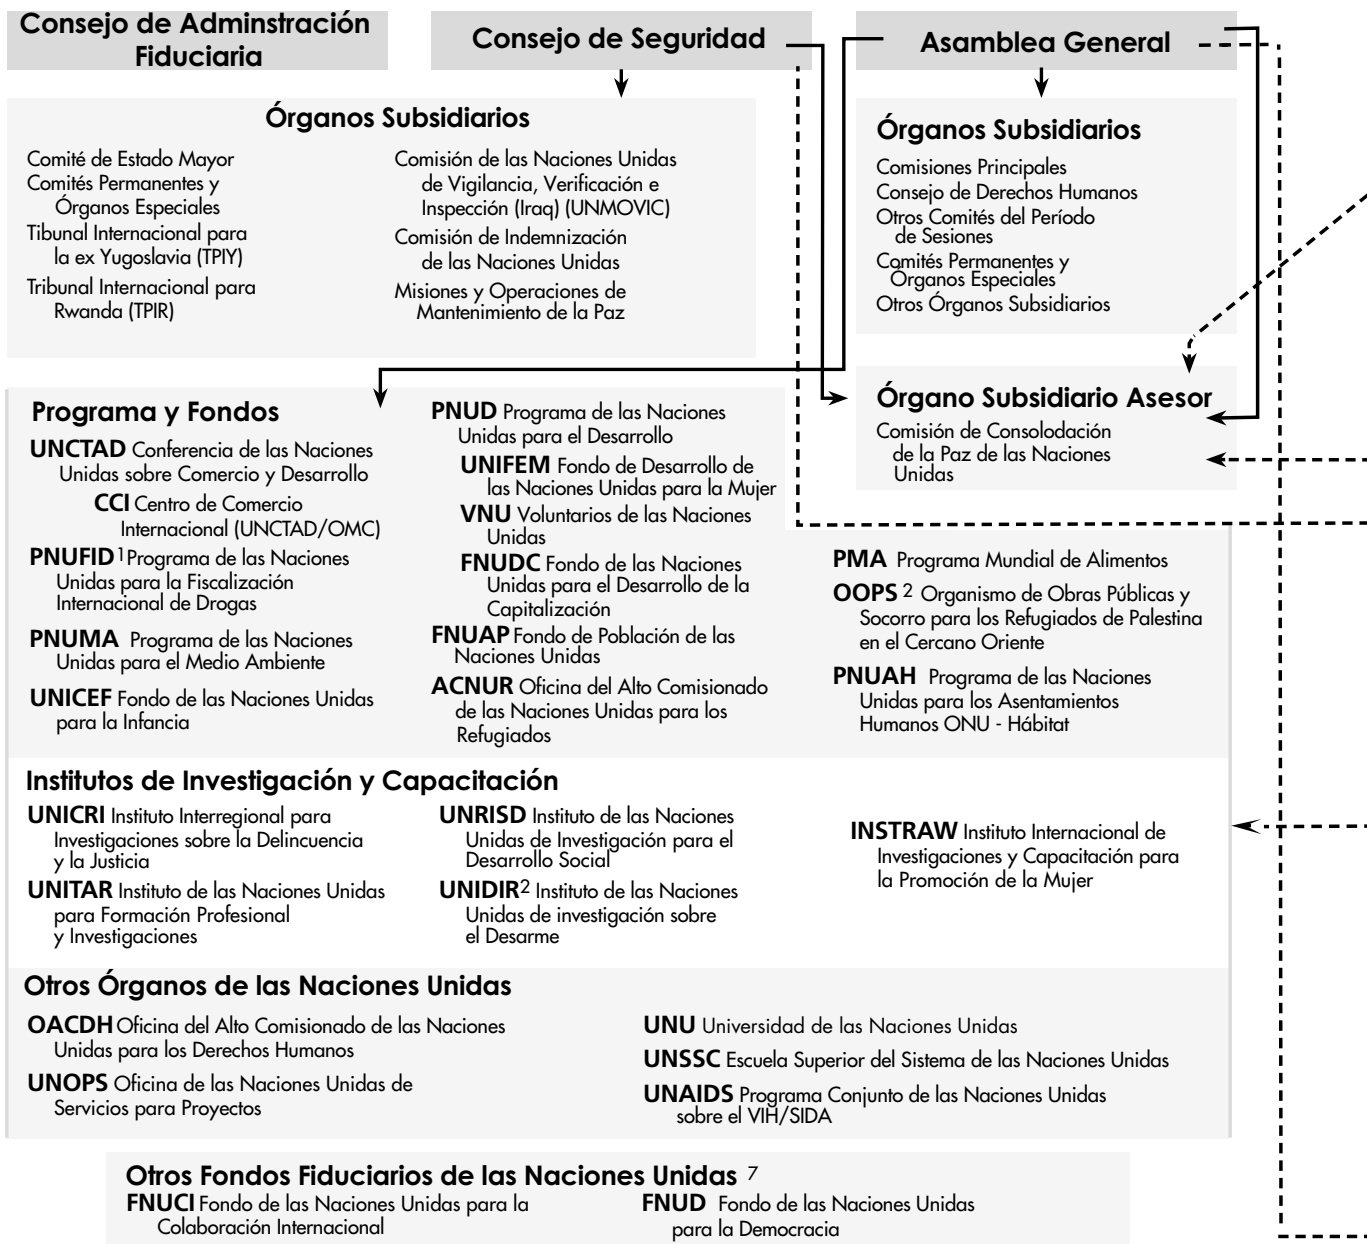 Consejo de Adminstración
Fiduciaria
Consejo de Seguridad
Asamblea General
Órganos Subsidiarios
Comité de Estado Mayor
Comités Permanentes y
Órganos Especiales
Tibunal Internacional para
la ex Yugoslavia (TPIY)
Tribunal Internacional para
Rwanda (TPIR)
Comisión de las Naciones Unidas
de Vigilancia, Verificación e
Inspección (Iraq) (UNMOVIC)
Comisión de Indemnización
de las Naciones Unidas
Misiones y Operaciones de
Mantenimiento de la Paz
Órganos Subsidiarios
Comisiones Principales
Consejo de Derechos Humanos
Otros Comités del Período
de Sesiones
Comités Permanentes y
Órganos Especiales
Otros Órganos Subsidiarios
Órgano Subsidiario Asesor
Comisión de Consolodación
de la Paz de las Naciones
Unidas
Programa y Fondos
UNCTAD Conferencia de las Naciones
Unidas sobre Comercio y Desarrollo
CCI Centro de Comercio
Internacional (UNCTAD/OMC)
PNUFID 1 Programa de las Naciones
Unidas para la Fiscalización
Internacional de Drogas
PNUMA Programa de las Naciones
Unidas para el Medio Ambiente
UNICEF Fondo de las Naciones Unidas
para la Infancia
PNUD Programa de las Naciones
Unidas para el Desarrollo
UNIFEM Fondo de Desarrollo de
las Naciones Unidas para la Mujer
VNU Voluntarios de las Naciones
Unidas
FNUDC Fondo de las Naciones
Unidas para el Desarrollo de la
Capitalización
FNUAP Fondo de Población de las
Naciones Unidas
ACNUR Oficina del Alto Comisionado
de las Naciones Unidas para los
Refugiados
PMA Programa Mundial de Alimentos
OOPS 2 Organismo de Obras Públicas y
Socorro para los Refugiados de Palestina
en el Cercano Oriente
PNUAH Programa de las Naciones
Unidas para los Asentamientos
Humanos ONU - Hábitat
Institutos de Investigación y Capacitación
UNICRI Instituto Interregional para
Investigaciones sobre la Delincuencia
y la Justicia
UNITAR Instituto de las Naciones Unidas
para Formación Profesional
y Investigaciones
UNRISD Instituto de las Naciones
Unidas de Investigación para el
Desarrollo Social
UNIDIR2 Instituto de las Naciones
Unidas de investigación sobre
el Desarme
INSTRAW Instituto Internacional de
Investigaciones y Capacitación para
la Promoción de la Mujer
Otros Órganos de las Naciones Unidas
OACDH Oficina del Alto Comisionado de las Naciones
Unidas para los Derechos Humanos
UNOPS Oficina de las Naciones Unidas de
Servicios para Proyectos
UNU Universidad de las Naciones Unidas
UNSSC Escuela Superior del Sistema de las Naciones Unidas
UNAIDS Programa Conjunto de las Naciones Unidas
sobre el VIH/SIDA
Otros Fondos Fiduciarios de las Naciones Unidas 7
FNUCI Fondo de las Naciones Unidas para la
Colaboración Internacional
FNUD Fondo de las Naciones Unidas
para la Democracia